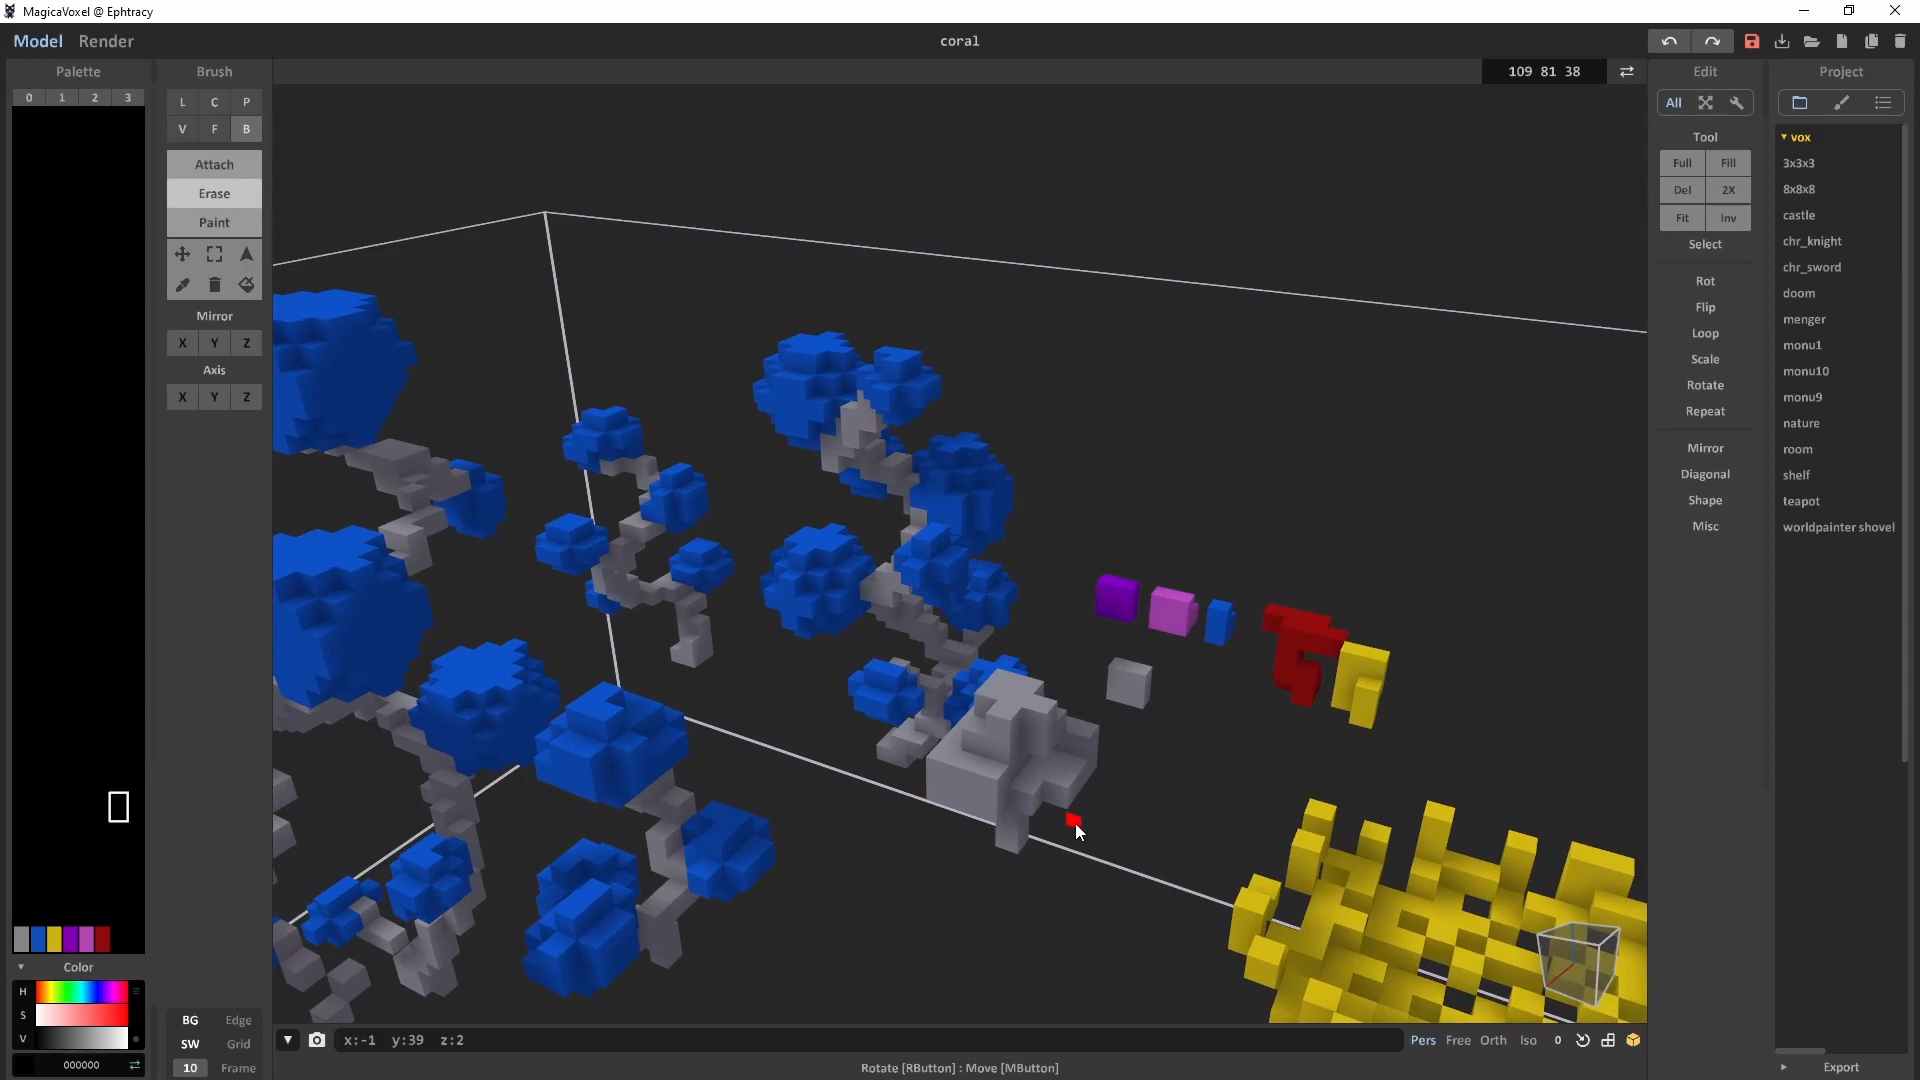 MagicaVoxel @ Ephtracy
Model Render
coral
Palette
0 1 2 3
Color
H
S
V
000000
Brush
L C P
V F B
Attach
Erase
Paint
Mirror
X Y Z
Axis
X Y Z
BG Edge
SW Grid
10 Frame
109 81 38
x:-1 y:39 z:2
Pers Free Orth Iso 0
Rotate [RButton] : Move [MButton]
Edit
All
Tool
Full Fill
Del 2X
Fit Inv
Select
Rot
Flip
Loop
Scale
Rotate
Repeat
Mirror
Diagonal
Shape
Misc
Project
vox
3x3x3
8x8x8
castle
chr_knight
chr_sword
doom
menger
monu1
monu10
monu9
nature
room
shelf
teapot
worldpainter shovel
Export